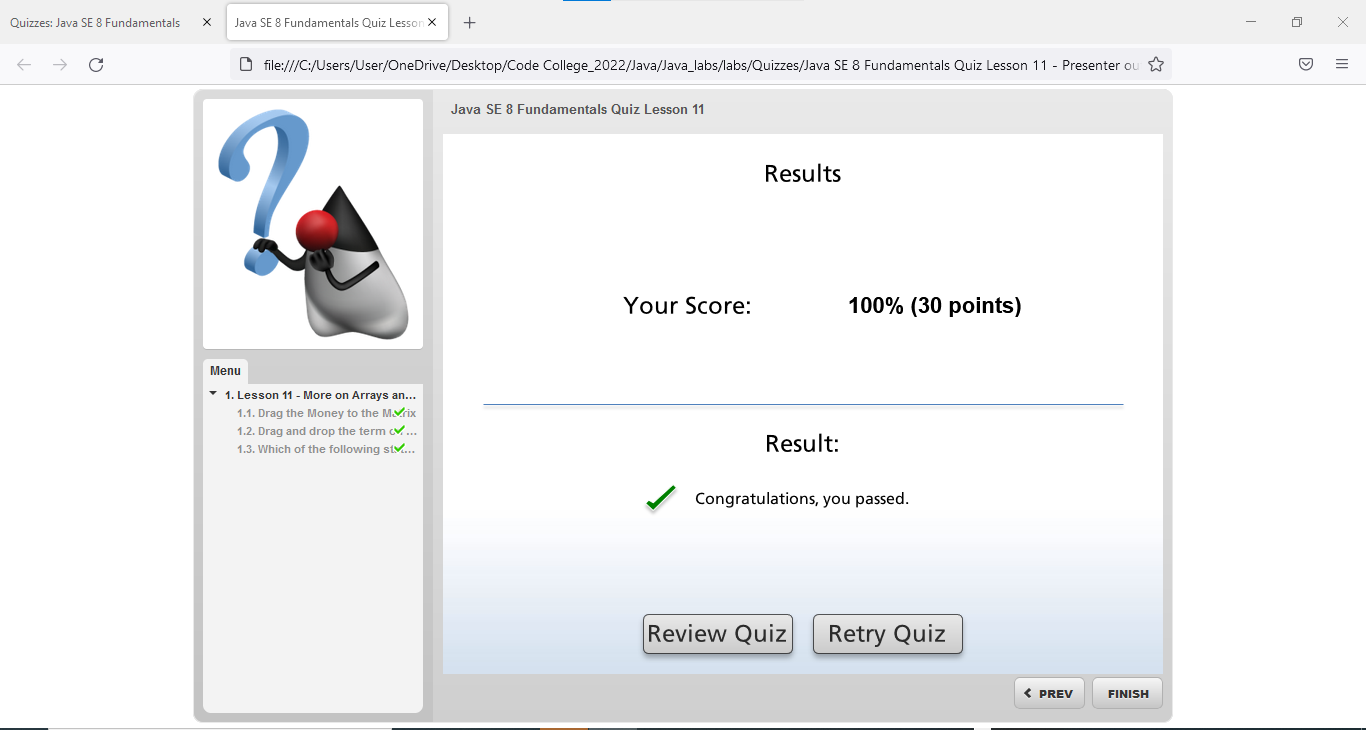 Quizzes: Java SE 8 Fundamentals
Java SE 8 Fundamentals Quiz Lesson
file:///C:/Users/User/OneDrive/Desktop/Code College_2022/Java/Java_labs/labs/Quizzes/Java SE 8 Fundamentals Quiz Lesson 11 - Presenter ou
Java SE 8 Fundamentals Quiz Lesson 11
Menu
1. Lesson 11 - More on Arrays an...
1.1. Drag the Money to the Matrix
1.2. Drag and drop the term ...
1.3. Which of the following ...
Results
Your Score: 100% (30 points)
Result:
Congratulations, you passed.
Review Quiz Retry Quiz
PREV FINISH